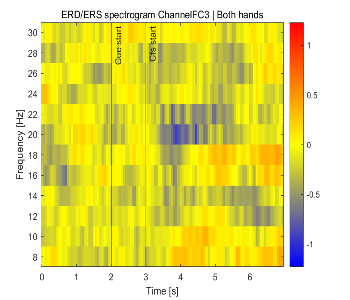 ERD/ERS spectrogram ChannelFC3 | Both hands
Frequency [Hz]
30
28
26
24
22
20
18
16
14
12
10
8
Cue start
Cfs start
1
0.5
0
-0.5
-1
0 1 2 3 4 5 6
Time [s]